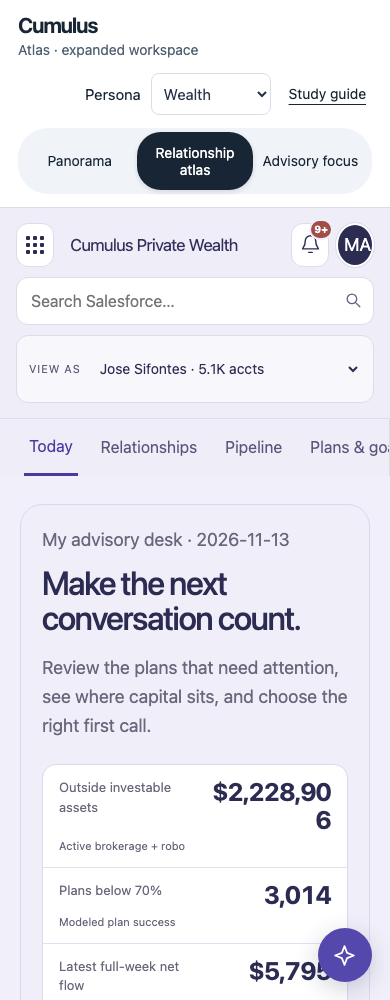 Cumulus
Atlas · expanded workspace
Persona Wealth Study guide
Panorama
Relationship
atlas
Advisory focus
Cumulus Private Wealth
9+
MA
Search Salesforce...
VIEW AS Jose Sifontes · 5.1K accts
Today Relationships Pipeline Plans & goa
My advisory desk · 2026-11-13
Make the next
conversation count.
Review the plans that need attention,
see where capital sits, and choose the
right first call.
Outside investable
assets
$2,228,90
6
Active brokerage + robo
Plans below 70%
3,014
Modeled plan success
Latest full-week net
flow
$5,795